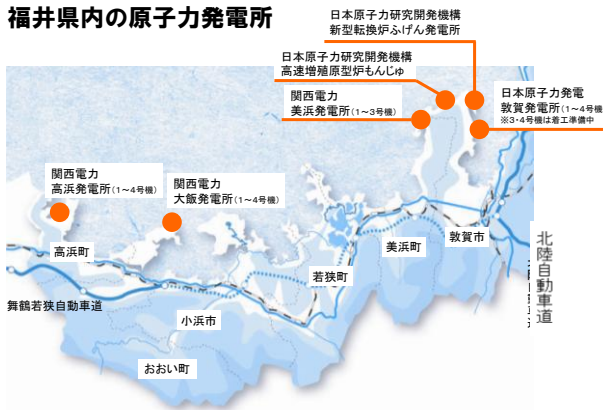 福井県内の原子力発電所
日本原子力研究開発機構
新型転換炉ふげん発電所
日本原子力研究開発機構
高速増殖原型炉もんじゅ
関西電力
美浜発電所(1~3号機)
日本原子力発電
敦賀発電所(1~4号機)
※3・4号機は着工準備中
関西電力
高浜発電所(1~4号機)
関西電力
大飯発電所(1~4号機)
高浜町
舞鶴若狭自動車道
小浜市
おおい町
若狭町
美浜町
敦賀市
北陸自動車道